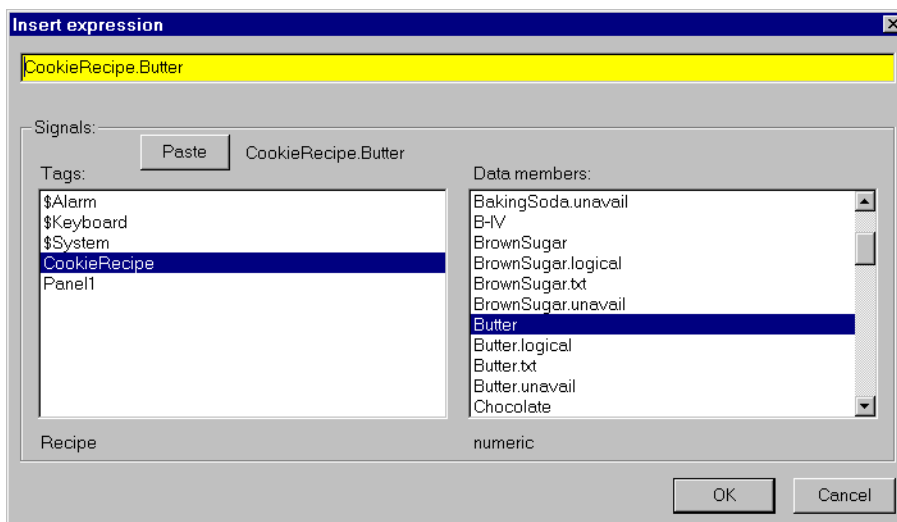 Insert expression
CookieRecipe.Butter
Signals:
Paste
CookieRecipe.Butter
Tags:
Data members:
$Alarm
$Keyboard
$System
CookieRecipe
Panel1
BakingSoda.unavail
B-IV
BrownSugar
BrownSugar.logical
BrownSugar.txt
BrownSugar.unavail
Butter
Butter.logical
Butter.txt
Butter.unavail
Chocolate
Recipe
numeric
OK
Cancel